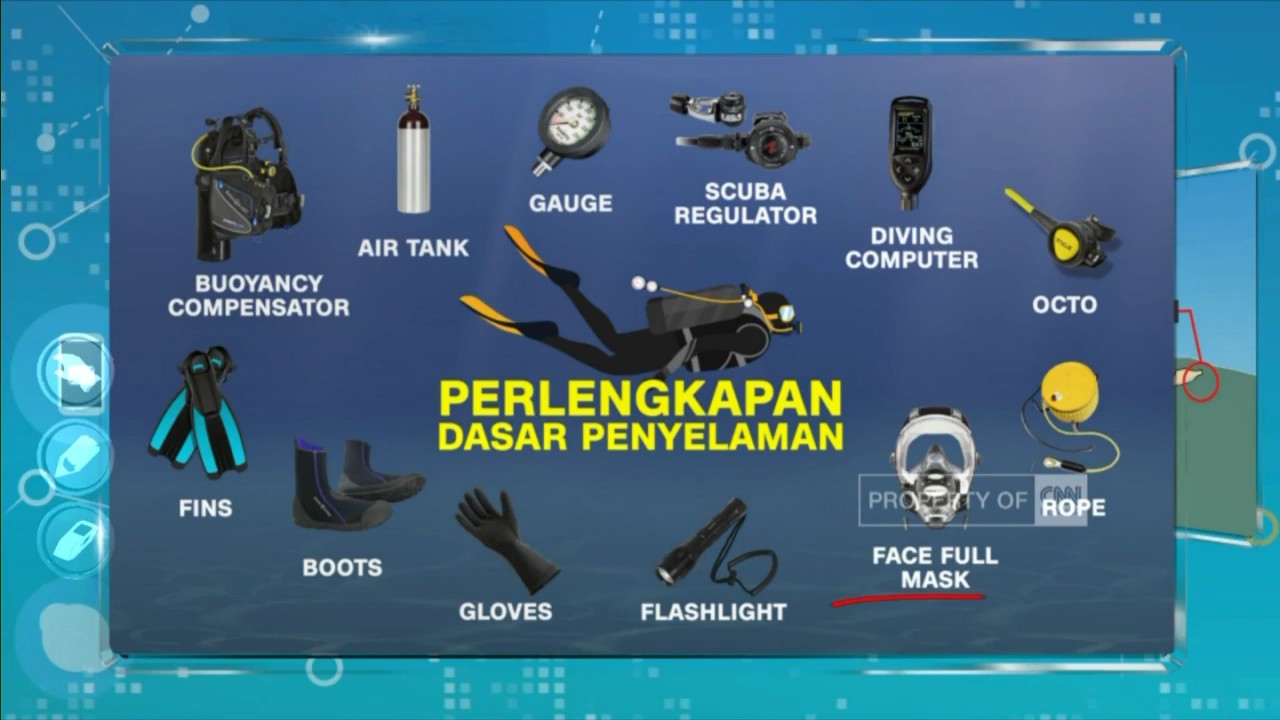 BUOYANCY
COMPENSATOR
AIR TANK
GAUGE
SCUBA
REGULATOR
DIVING
COMPUTER
OCTO
PERLENGKAPAN
DASAR PENYELAMAN
FINS
BOOTS
GLOVES
FLASHLIGHT
PROPERTY OF CNN
FACE FULL
MASK
ROPE